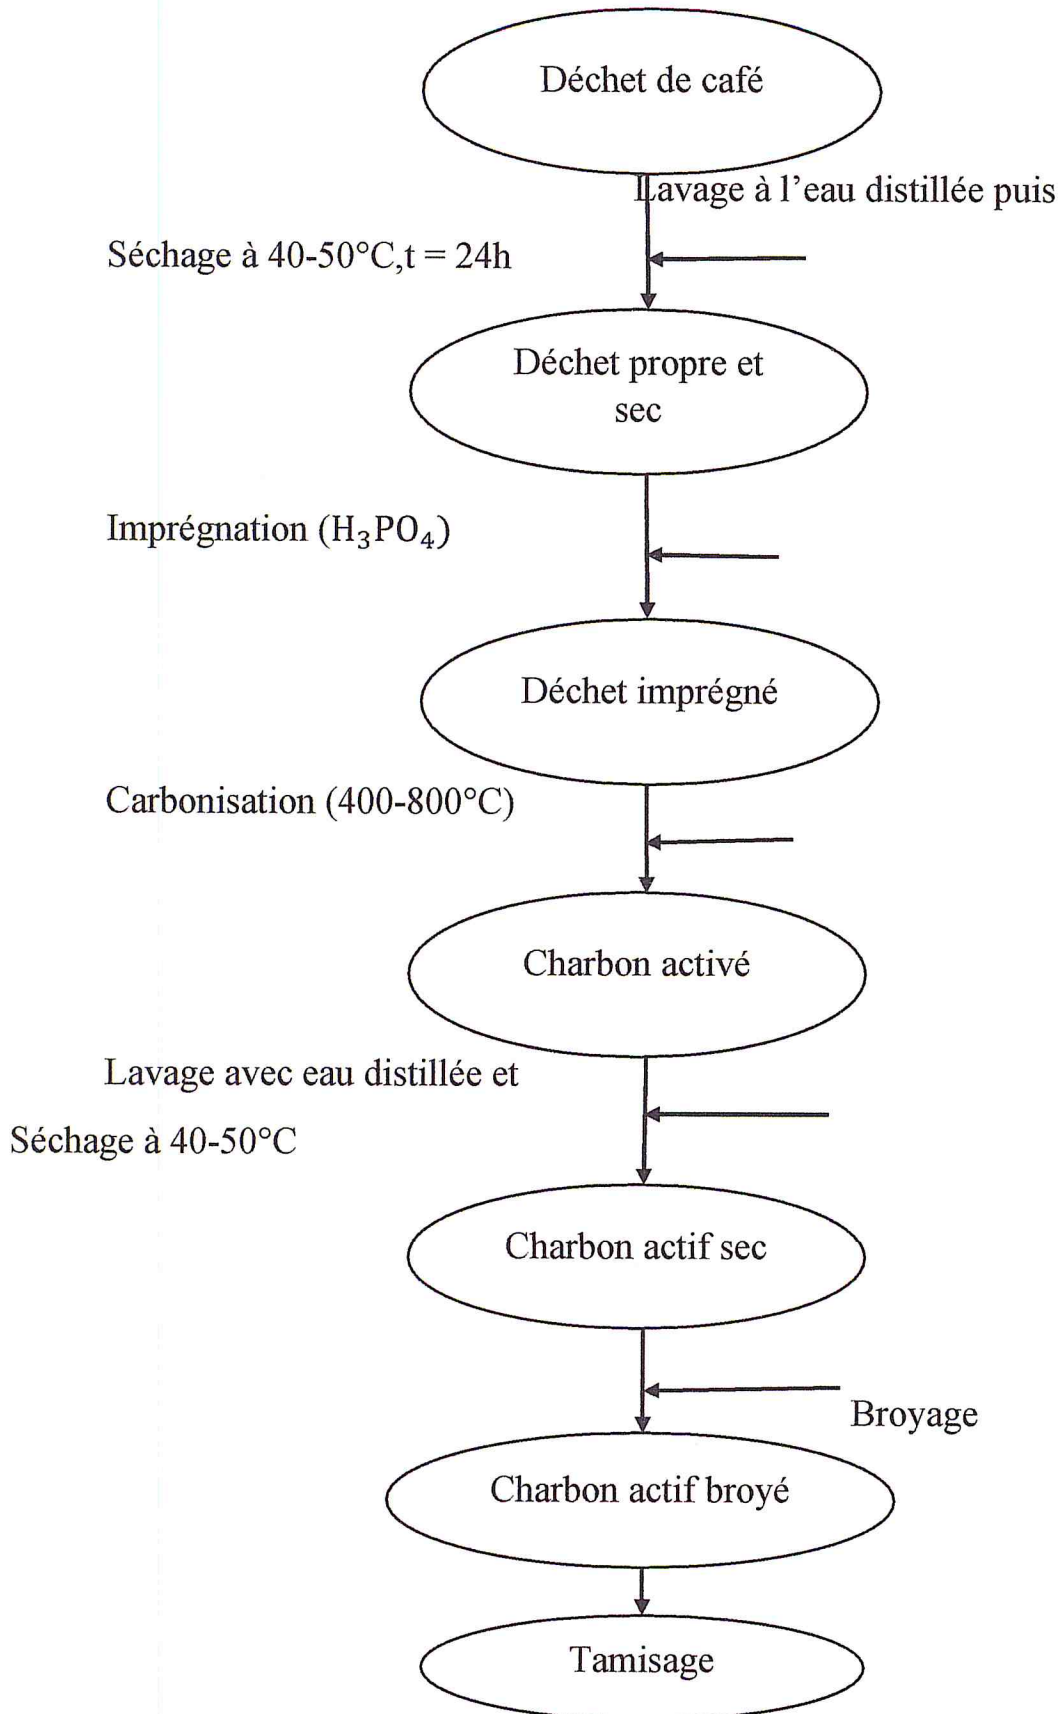 Déchet de café
Lavage à l’eau distillée puis
Séchage à 40-50°C,t = 24h
Déchet propre et
sec
Imprégnation (H₃PO₄)
Déchet imprégné
Carbonisation (400-800°C)
Charbon activé
Lavage avec eau distillée et
Séchage à 40-50°C
Charbon actif sec
Broyage
Charbon actif broyé
Tamisage